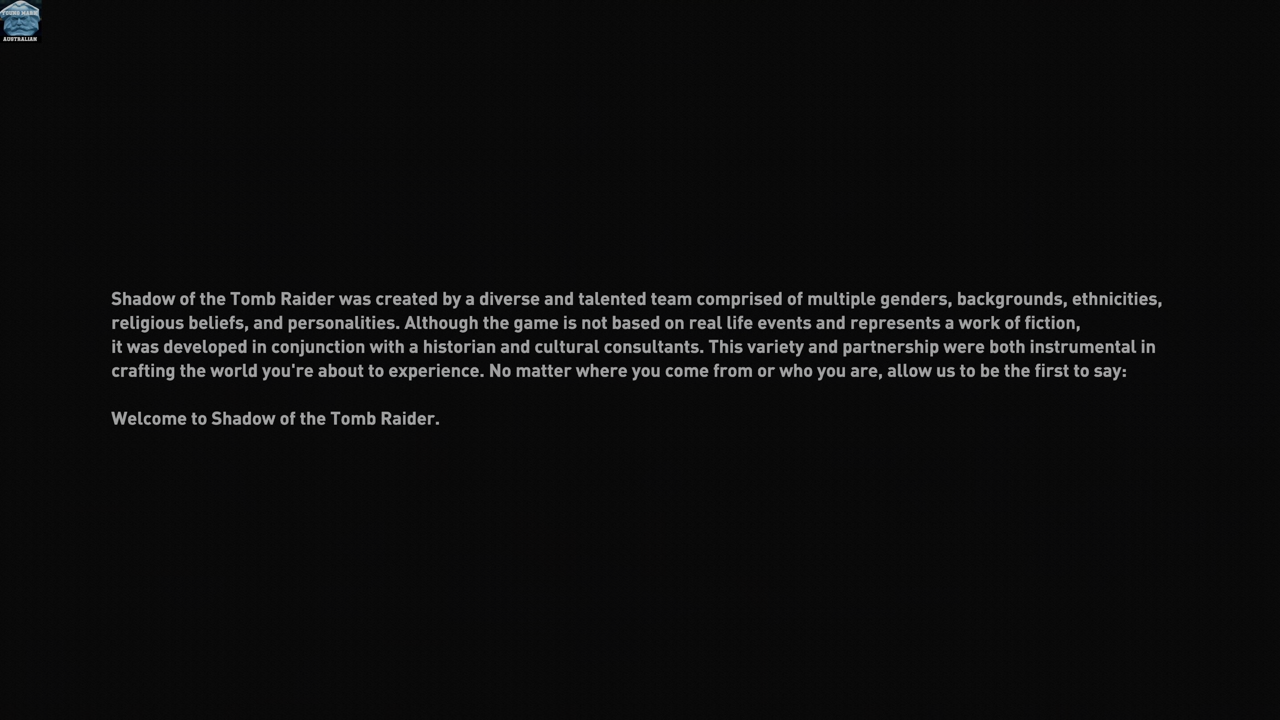 YOUNG MARK
AUSTRALIAN
Shadow of the Tomb Raider was created by a diverse and talented team comprised of multiple genders, backgrounds, ethnicities,
religious beliefs, and personalities. Although the game is not based on real life events and represents a work of fiction,
it was developed in conjunction with a historian and cultural consultants. This variety and partnership were both instrumental in
crafting the world you're about to experience. No matter where you come from or who you are, allow us to be the first to say:
Welcome to Shadow of the Tomb Raider.